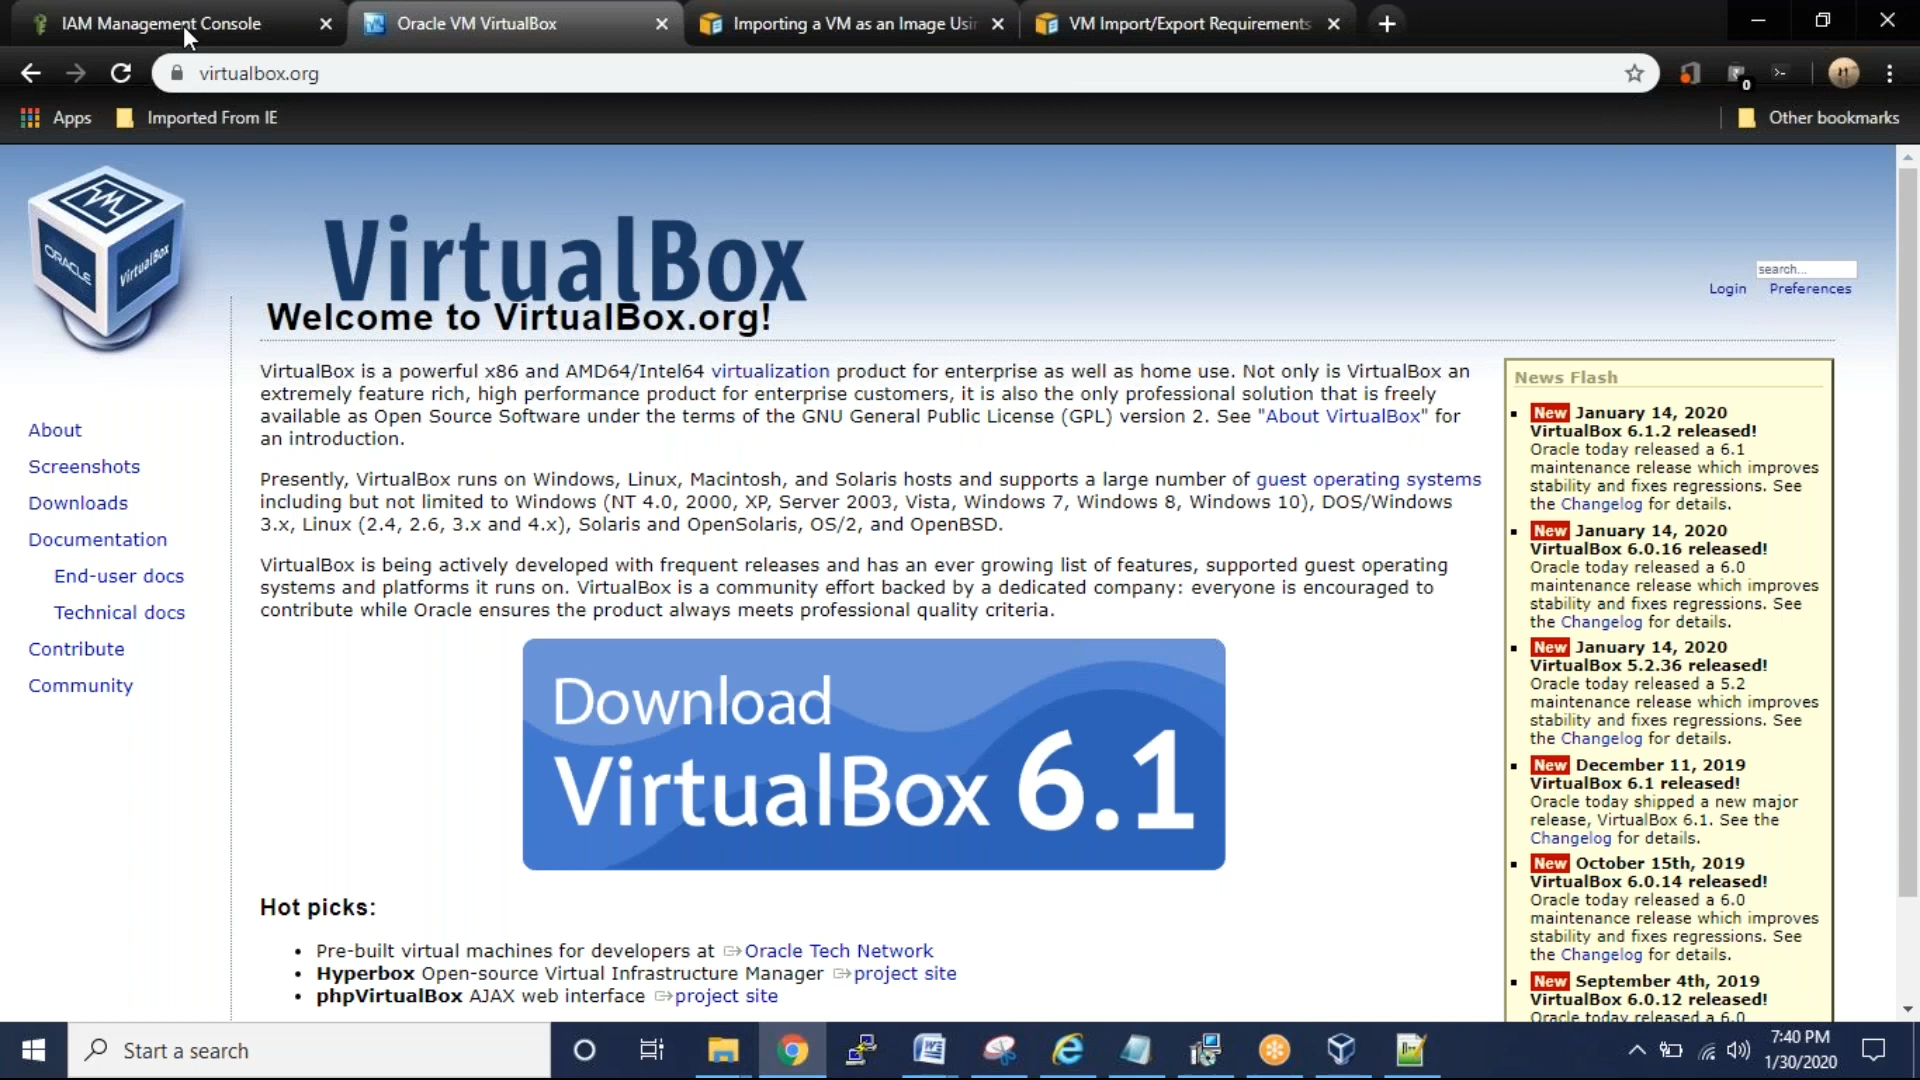 IAM Management Console
Oracle VM VirtualBox
Importing a VM as an Image Usi
VM Import/Export Requirements
virtualbox.org
0
Apps
Imported From IE
Other bookmarks
ORACLE
VirtualBox
VirtualBox
search...
Login Preferences
Welcome to VirtualBox.org!
About
Screenshots
Downloads
Documentation
End-user docs
Technical docs
Contribute
Community
VirtualBox is a powerful x86 and AMD64/Intel64 virtualization product for enterprise as well as home use. Not only is VirtualBox an
extremely feature rich, high performance product for enterprise customers, it is also the only professional solution that is freely
available as Open Source Software under the terms of the GNU General Public License (GPL) version 2. See "About VirtualBox" for
an introduction.
Presently, VirtualBox runs on Windows, Linux, Macintosh, and Solaris hosts and supports a large number of guest operating systems
including but not limited to Windows (NT 4.0, 2000, XP, Server 2003, Vista, Windows 7, Windows 8, Windows 10), DOS/Windows
3.x, Linux (2.4, 2.6, 3.x and 4.x), Solaris and OpenSolaris, OS/2, and OpenBSD.
VirtualBox is being actively developed with frequent releases and has an ever growing list of features, supported guest operating
systems and platforms it runs on. VirtualBox is a community effort backed by a dedicated company: everyone is encouraged to
contribute while Oracle ensures the product always meets professional quality criteria.
Download
VirtualBox 6.1
Hot picks:
• Pre-built virtual machines for developers at Oracle Tech Network
• Hyperbox Open-source Virtual Infrastructure Manager project site
• phpVirtualBox AJAX web interface project site
News Flash
New January 14, 2020
VirtualBox 6.1.2 released!
Oracle today released a 6.1
maintenance release which improves
stability and fixes regressions. See
the Changelog for details.
New January 14, 2020
VirtualBox 6.0.16 released!
Oracle today released a 6.0
maintenance release which improves
stability and fixes regressions. See
the Changelog for details.
New January 14, 2020
VirtualBox 5.2.36 released!
Oracle today released a 5.2
maintenance release which improves
stability and fixes regressions. See
the Changelog for details.
New December 11, 2019
VirtualBox 6.1 released!
Oracle today shipped a new major
release, VirtualBox 6.1. See the
Changelog for details.
New October 15th, 2019
VirtualBox 6.0.14 released!
Oracle today released a 6.0
maintenance release which improves
stability and fixes regressions. See
the Changelog for details.
New September 4th, 2019
VirtualBox 6.0.12 released!
Oracle today released a 6.0
Start a search
7:40 PM
1/30/2020